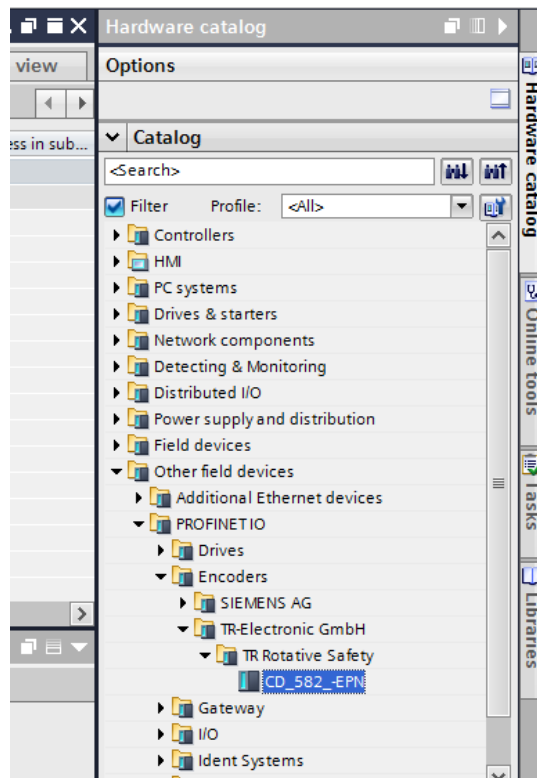 Hardware catalog
view
Options
ess in sub...
Catalog
<Search>
Filter
Profile:
<All>
Controllers
HMI
PC systems
Drives & starters
Network components
Detecting & Monitoring
Distributed I/O
Power supply and distribution
Field devices
Other field devices
Additional Ethernet devices
PROFINET IO
Drives
Encoders
SIEMENS AG
TR-Electronic GmbH
TR Rotative Safety
CD_582_-EPN
Gateway
I/O
Ident Systems
Hardware catalog
Online tools
Tasks
Libraries